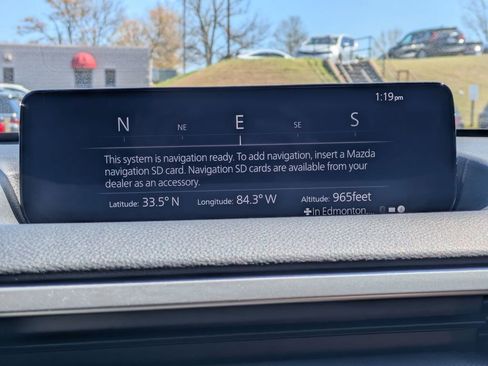 1:19pm
N NE E SE S
This system is navigation ready. To add navigation, insert a Mazda
navigation SD card. Navigation SD cards are available from your
dealer as an accessory.
Latitude: 33.5° N Longitude: 84.3° W Altitude: 965feet
In Edmonton...